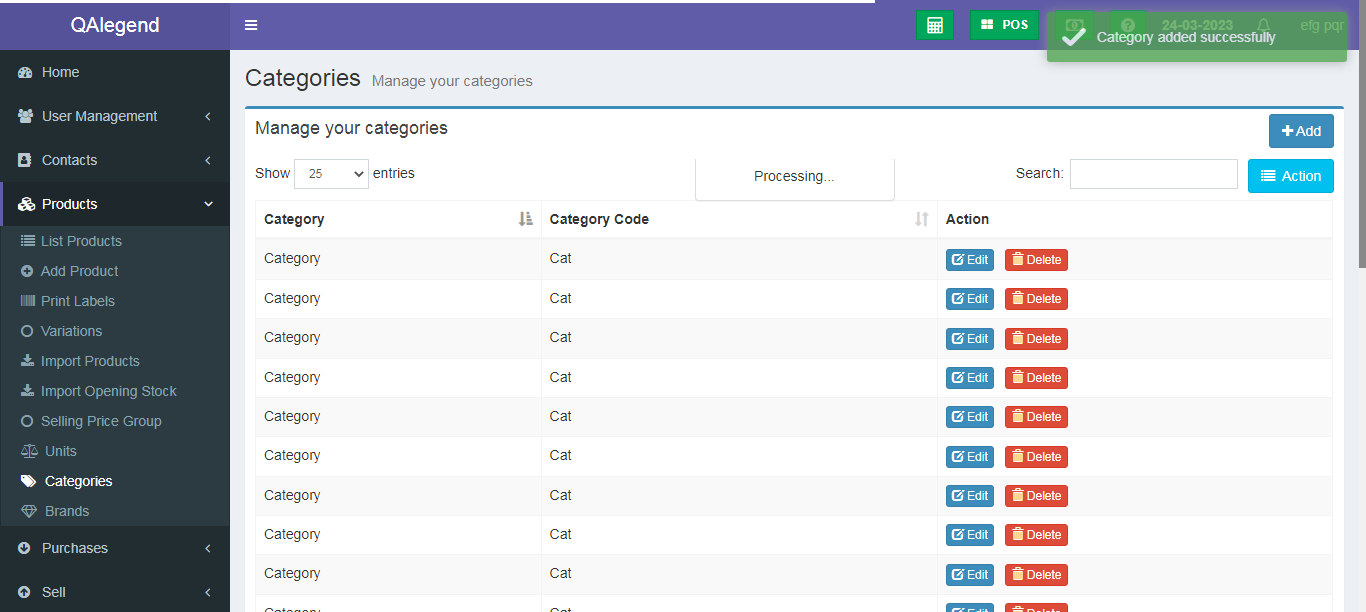 QAlegend
POS
24-03-2023
efg pqr
Category added successfully
Home
User Management
Contacts
Products
List Products
Add Product
Print Labels
Variations
Import Products
Import Opening Stock
Selling Price Group
Units
Categories
Brands
Purchases
Sell
Categories Manage your categories
Manage your categories
Add
Show 25 entries
Processing...
Search:
Action
Category Category Code Action
Category Cat Edit Delete
Category Cat Edit Delete
Category Cat Edit Delete
Category Cat Edit Delete
Category Cat Edit Delete
Category Cat Edit Delete
Category Cat Edit Delete
Category Cat Edit Delete
Category Cat Edit Delete
Category Cat Edit Delete